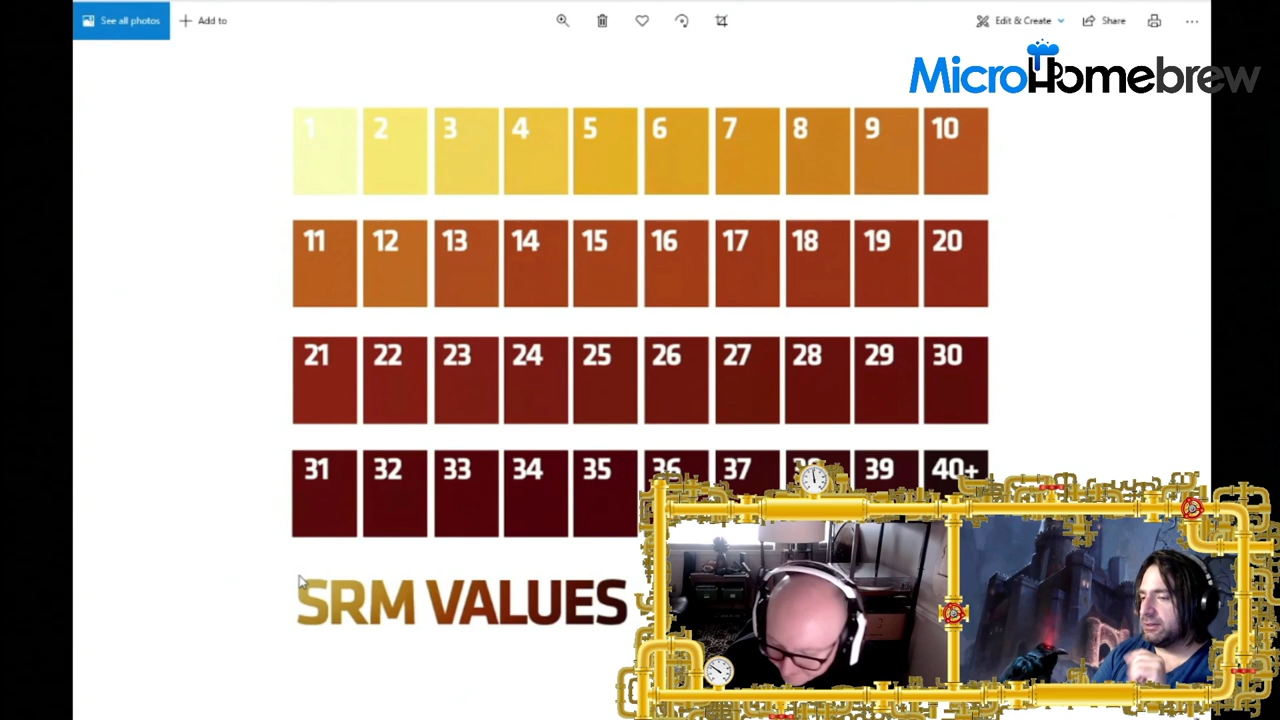 See all photos + Add to Edit & Create Share ...
MicroHomebrew
1 2 3 4 5 6 7 8 9 10
11 12 13 14 15 16 17 18 19 20
21 22 23 24 25 26 27 28 29 30
31 32 33 34 35 36 37 38 39 40+
SRM VALUES